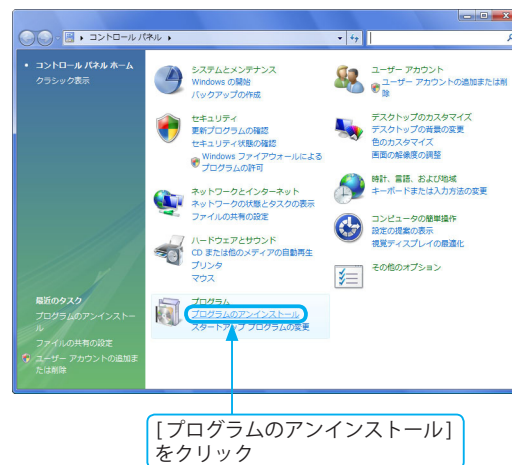 コントロール パネル
コントロール パネル ホーム
クラシック表示
システムとメンテナンス
Windows の開始
バックアップの作成
セキュリティ
更新プログラムの確認
セキュリティ状態の確認
Windows ファイアウォールによる
プログラムの許可
ネットワークとインターネット
ネットワークの状態とタスクの表示
ファイルの共有の設定
ハードウェアとサウンド
CD または他のメディアの自動再生
プリンタ
マウス
プログラム
プログラムのアンインストール
スタートアップ プログラムの変更
ユーザー アカウント
ユーザー アカウントの追加または削
除
デスクトップのカスタマイズ
デスクトップの背景の変更
色のカスタマイズ
画面の解像度の調整
時計、言語、および地域
キーボードまたは入力方法の変更
コンピュータの簡単操作
設定の提案の表示
視覚ディスプレイの最適化
その他のオプション
最近のタスク
プログラムのアンインストー
ル
ファイルの共有の設定
ユーザー アカウントの追加ま
たは削除
[プログラムのアンインストール]
をクリック